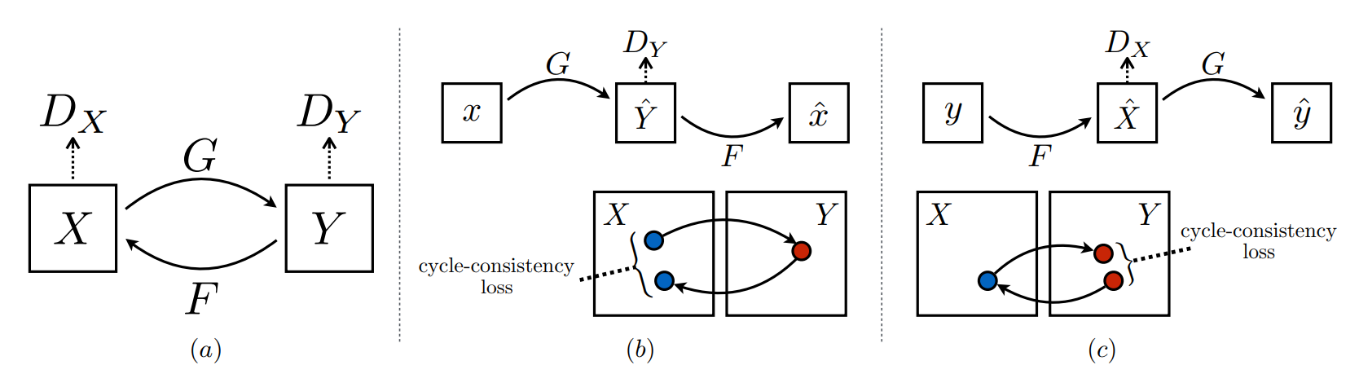 D_X
D_Y
G
X
Y
F
(a)
D_Y
G
x
Ŷ
x̂
F
X
Y
cycle-consistency
loss
(b)
D_X
G
y
X̂
ŷ
F
X
Y
cycle-consistency
loss
(c)